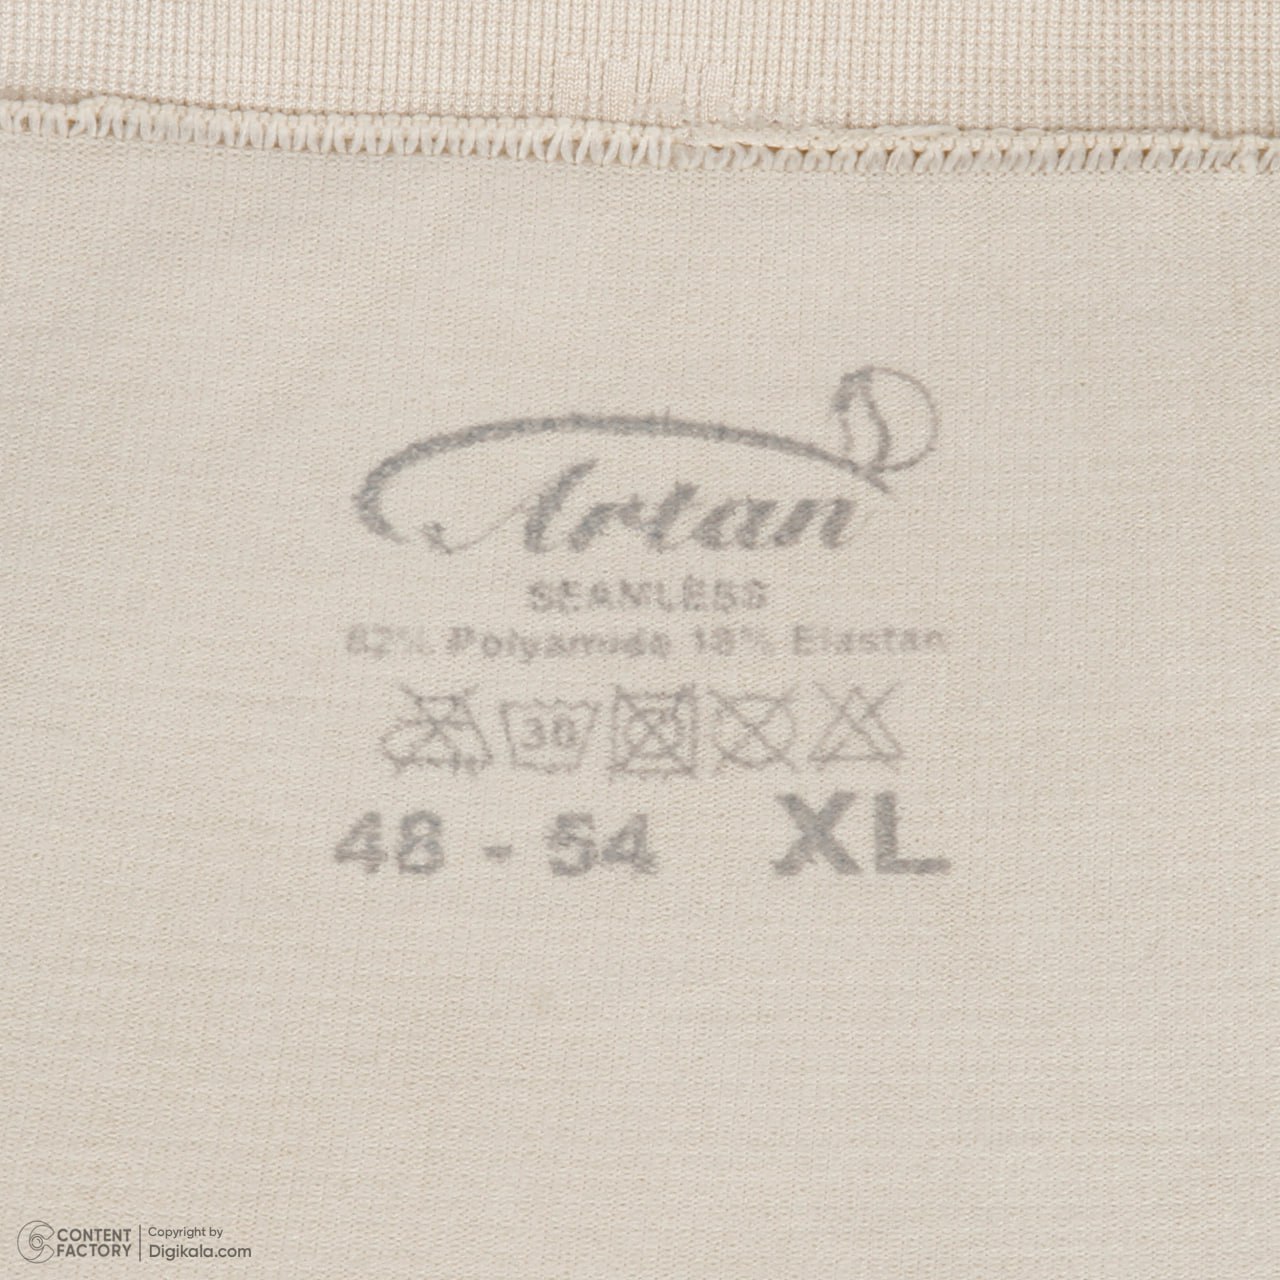 Artan
SEAMLESS
82% Polyamide 18% Elastan
30
48 - 54 XL
CONTENT FACTORY
Copyright by
Digikala.com